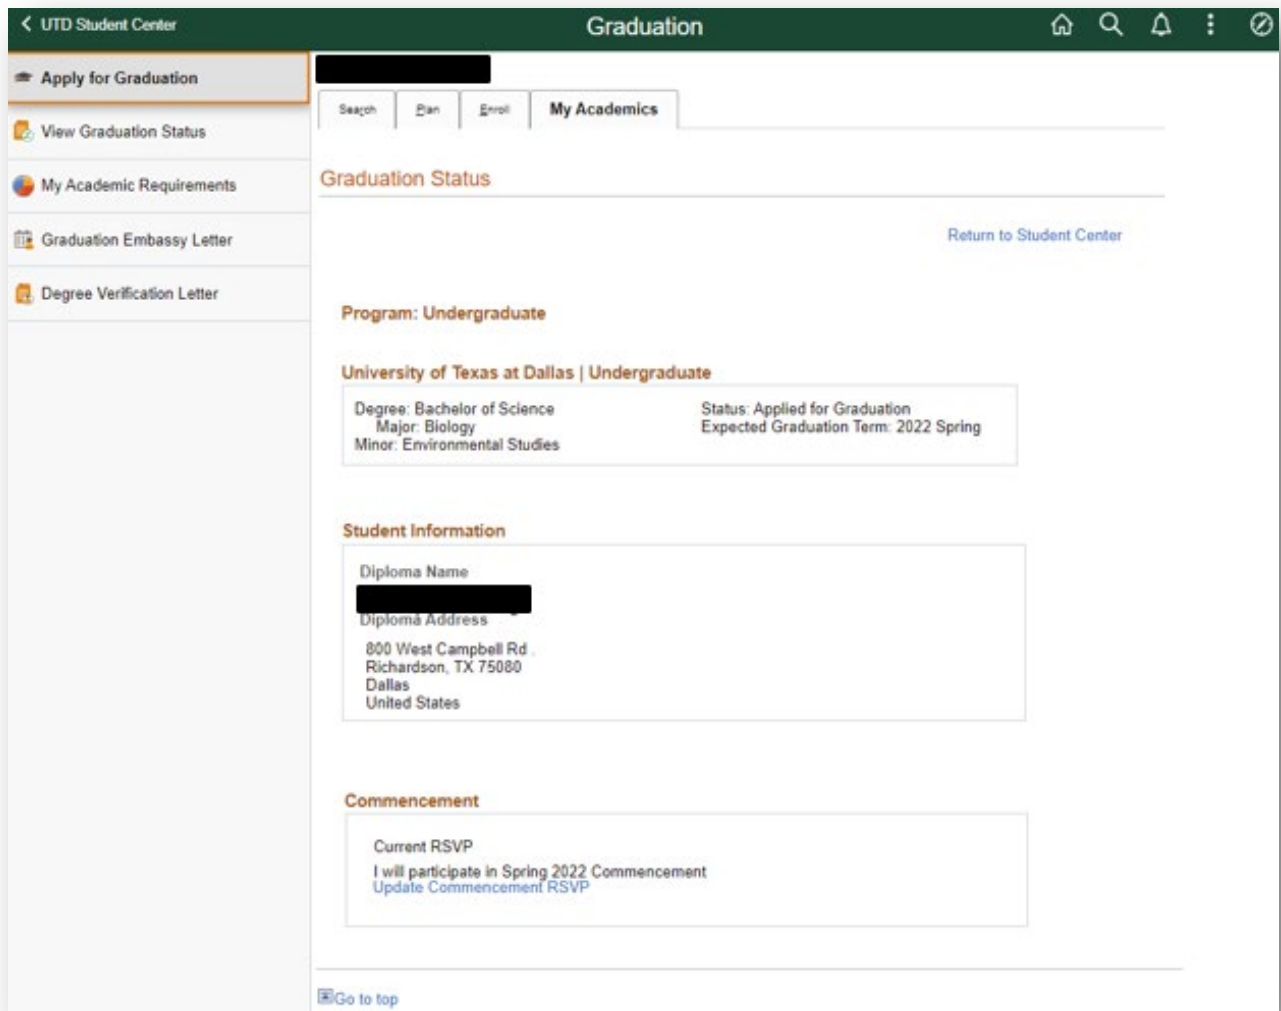 UTD Student Center
Graduation
Apply for Graduation
View Graduation Status
My Academic Requirements
Graduation Embassy Letter
Degree Verification Letter
Search Plan Enroll My Academics
Graduation Status
Return to Student Center
Program: Undergraduate
University of Texas at Dallas | Undergraduate
Degree: Bachelor of Science
Major: Biology
Minor: Environmental Studies
Status: Applied for Graduation
Expected Graduation Term: 2022 Spring
Student Information
Diploma Name
Diploma Address
800 West Campbell Rd .
Richardson, TX 75080
Dallas
United States
Commencement
Current RSVP
I will participate in Spring 2022 Commencement
Update Commencement RSVP
Go to top